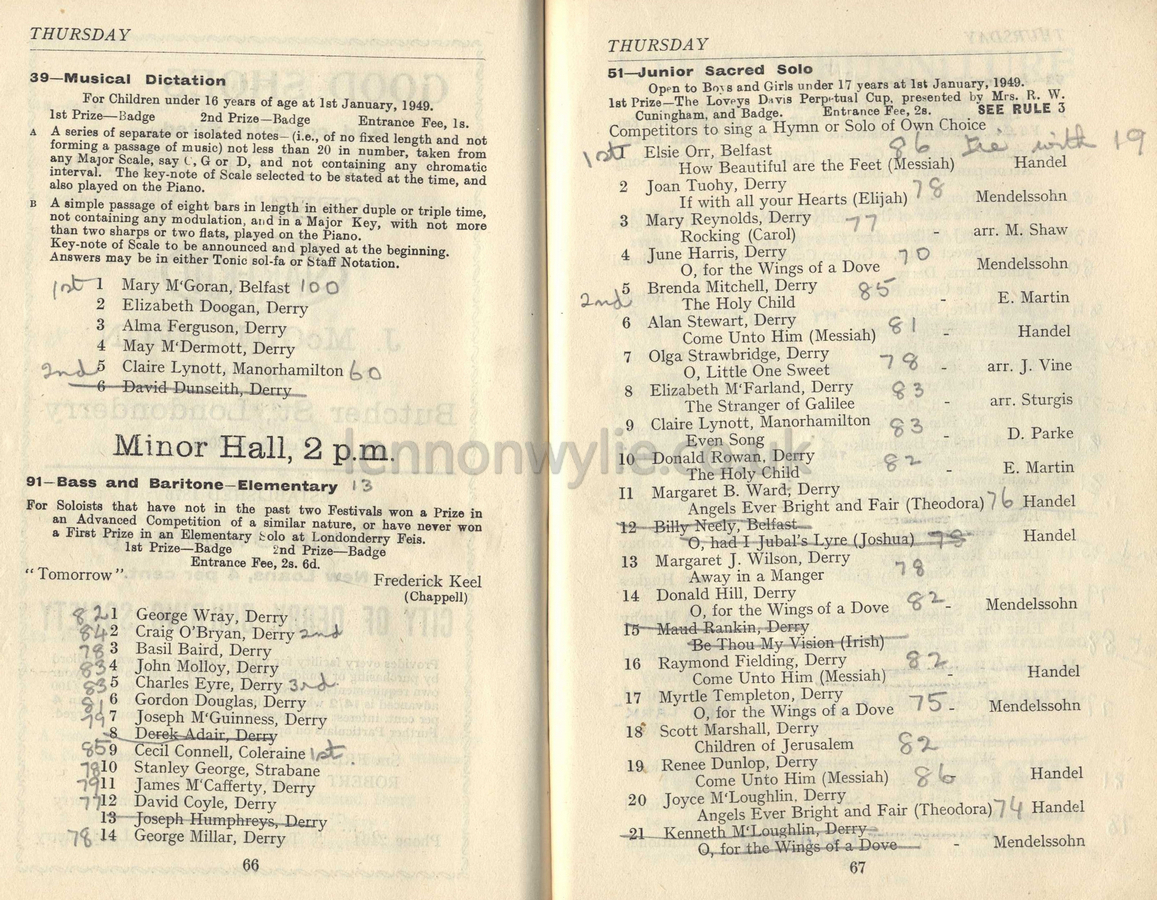 THURSDAY
39—Musical Dictation
For Children under 16 years of age at 1st January, 1949.
1st Prize—Badge 2nd Prize—Badge Entrance Fee, 1s.
A A series of separate or isolated notes—(i.e., of no fixed length and not
forming a passage of music) not less than 20 in number, taken from
any Major Scale, say C, G or D, and not containing any chromatic
interval. The key-note of Scale selected to be stated at the time, and
also played on the Piano.
B A simple passage of eight bars in length in either duple or triple time,
not containing any modulation, and in a Major Key, with not more
than two sharps or two flats, played on the Piano.
Key-note of Scale to be announced and played at the beginning.
Answers may be in either Tonic sol-fa or Staff Notation.
1st 1 Mary M'Goran, Belfast 100
2 Elizabeth Doogan, Derry
3 Alma Ferguson, Derry
4 May M'Dermott, Derry
2nd 5 Claire Lynott, Manorhamilton 60
6 David Dunseith, Derry
Minor Hall, 2 p.m.
91—Bass and Baritone—Elementary 13
For Soloists that have not in the past two Festivals won a Prize in
an Advanced Competition of a similar nature, or have never won
a First Prize in an Elementary Solo at Londonderry Feis.
1st Prize—Badge 2nd Prize—Badge
Entrance Fee, 2s. 6d.
"Tomorrow" Frederick Keel
(Chappell)
82 1 George Wray, Derry
84 2 Craig O'Bryan, Derry 2nd
78 3 Basil Baird, Derry
83 4 John Molloy, Derry
83 5 Charles Eyre, Derry 3rd
81 6 Gordon Douglas, Derry
79 7 Joseph M'Guinness, Derry
8 Derek Adair, Derry
85 9 Cecil Connell, Coleraine 1st
78 10 Stanley George, Strabane
79 11 James M'Cafferty, Derry
77 12 David Coyle, Derry
13 Joseph Humphreys, Derry
78 14 George Millar, Derry
66
THURSDAY
51—Junior Sacred Solo
Open to Boys and Girls under 17 years at 1st January, 1949.
1st Prize—The Loveys Davis Perpetual Cup, presented by Mrs. R. W.
Cuningham, and Badge. Entrance Fee, 2s. SEE RULE 3
Competitors to sing a Hymn or Solo of Own Choice
1st 1 Elsie Orr, Belfast 86 Tie with 19
How Beautiful are the Feet (Messiah) Handel
2 Joan Tuohy, Derry 78
If with all your Hearts (Elijah) Mendelssohn
3 Mary Reynolds, Derry 77
Rocking (Carol) - arr. M. Shaw
4 June Harris, Derry 70
O, for the Wings of a Dove Mendelssohn
2nd 5 Brenda Mitchell, Derry 85
The Holy Child - E. Martin
6 Alan Stewart, Derry 81
Come Unto Him (Messiah) - Handel
7 Olga Strawbridge, Derry 78
O, Little One Sweet - arr. J. Vine
8 Elizabeth M'Farland, Derry 83
The Stranger of Galilee - arr. Sturgis
9 Claire Lynott, Manorhamilton 83
Even Song - D. Parke
lennonwylie.co.uk
10 Donald Rowan, Derry 82
The Holy Child - E. Martin
11 Margaret B. Ward, Derry
Angels Ever Bright and Fair (Theodora) 76 Handel
12 Billy Neely, Belfast
O, had I Jubal's Lyre (Joshua) 78 Handel
13 Margaret J. Wilson, Derry
Away in a Manger 78
14 Donald Hill, Derry
O, for the Wings of a Dove 82 - Mendelssohn
15 Maud Rankin, Derry
Be Thou My Vision (Irish)
16 Raymond Fielding, Derry 82
Come Unto Him (Messiah) - Handel
17 Myrtle Templeton, Derry
O, for the Wings of a Dove 75 - Mendelssohn
18 Scott Marshall, Derry
Children of Jerusalem 82
19 Renee Dunlop, Derry
Come Unto Him (Messiah) 86 Handel
20 Joyce M'Loughlin, Derry
Angels Ever Bright and Fair (Theodora) 74 Handel
21 Kenneth M'Loughlin, Derry
O, for the Wings of a Dove - Mendelssohn
67